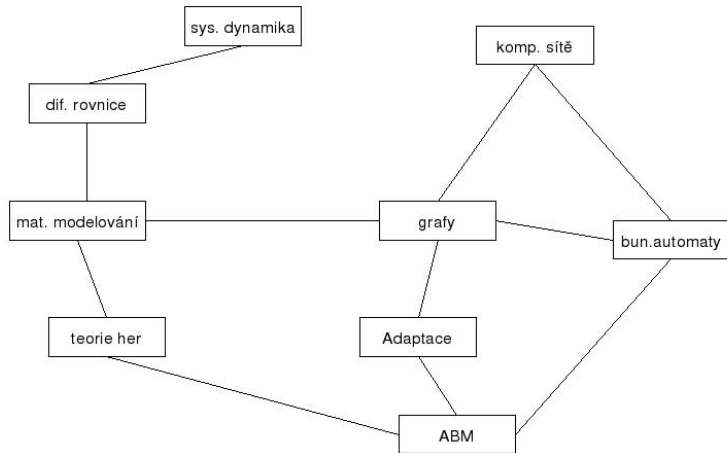 sys. dynamika
komp. sítě
dif. rovnice
mat. modelování
grafy
bun.automaty
teorie her
Adaptace
ABM